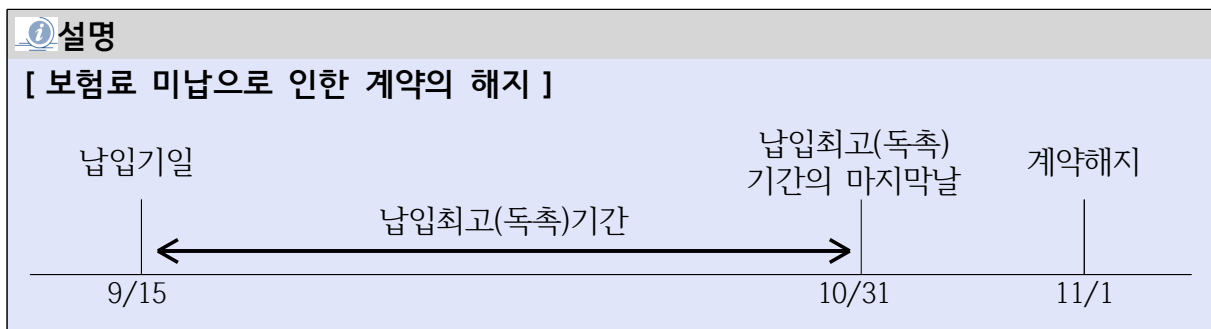 설명
[ 보험료 미납으로 인한 계약의 해지 ]
납입기일
납입최고(독촉)
기간의 마지막날
계약해지
납입최고(독촉)기간
9/15
10/31
11/1